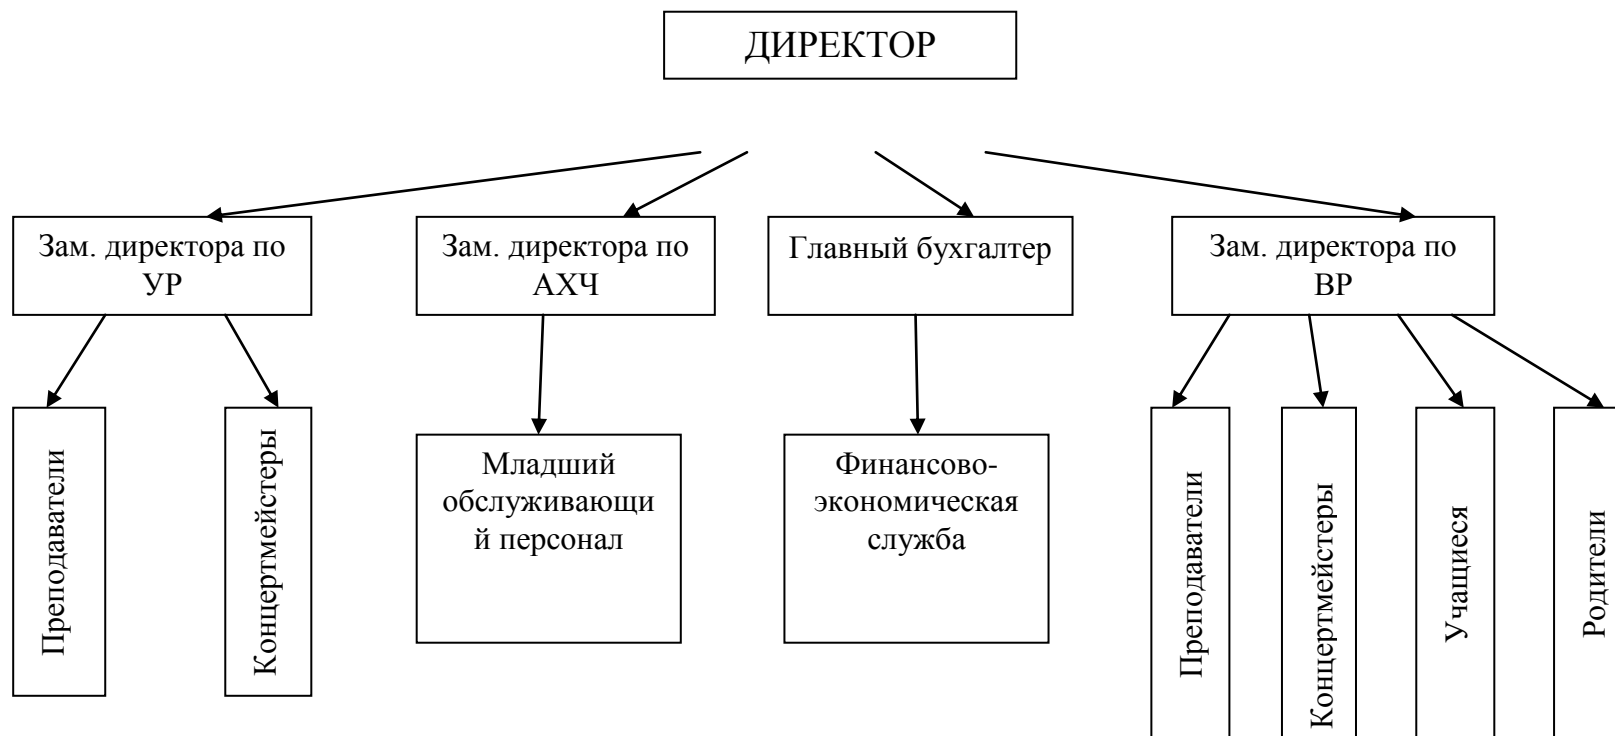 ДИРЕКТОР
Зам. директора по
УР
Зам. директора по
АХЧ
Главный бухгалтер
Зам. директора по
ВР
Преподаватели
Концертмейстеры
Младший
обслуживающи
й персонал
Финансово-
экономическая
служба
Преподаватели
Концертмейстеры
Учащиеся
Родители